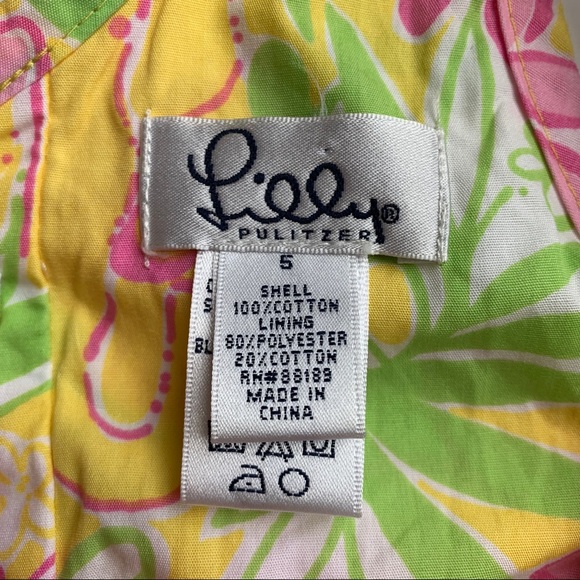 Lilly®
PULITZER
5
SHELL
100%COTTON
LINING
80%POLYESTER
20%COTTON
RN#88189
MADE IN
CHINA